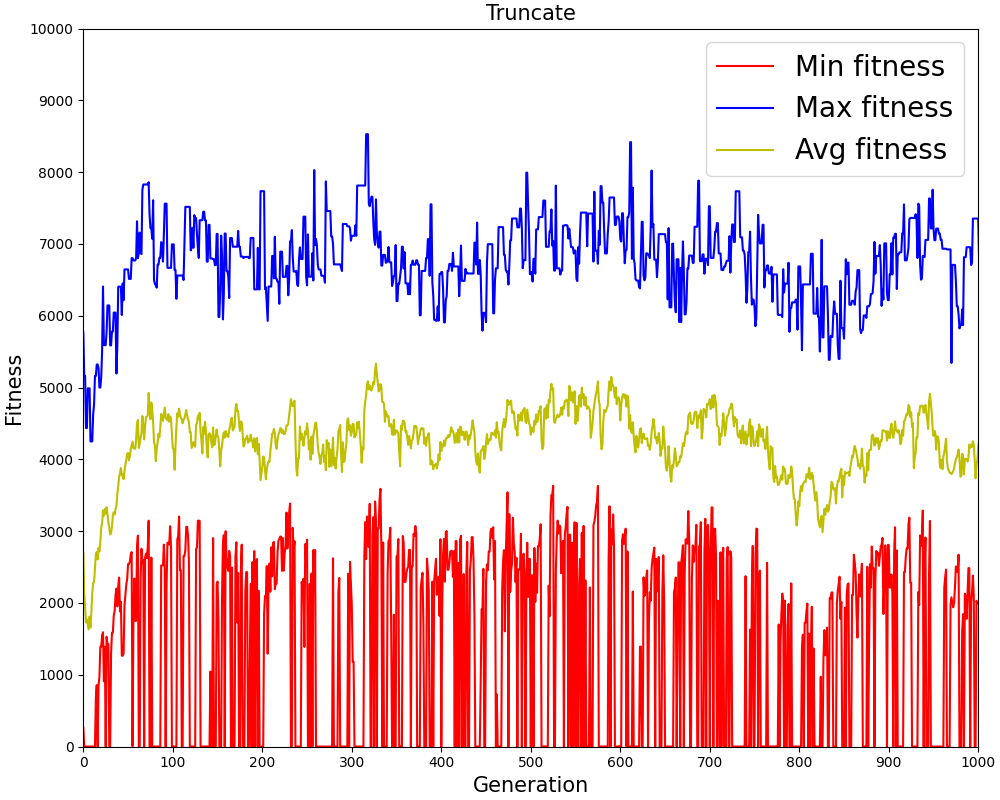 Truncate
10000
9000
8000
7000
6000
5000
4000
3000
2000
1000
0
Fitness
Min fitness
Max fitness
Avg fitness
0 100 200 300 400 500 600 700 800 900 1000
Generation